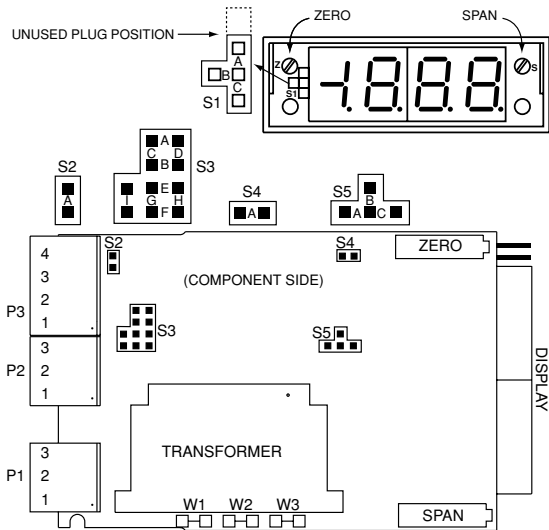 ZERO
SPAN
UNUSED PLUG POSITION
A
B
C
S1
Z
S1
S
-1.8.8.8
S2
A
A
C
D
B
E
I
G
H
F
S3
S4
A
S5
B
A
C
S2
S4
ZERO
(COMPONENT SIDE)
P3
4
3
2
1
S3
S5
P2
3
2
1
DISPLAY
TRANSFORMER
P1
3
2
1
W1
W2
W3
SPAN